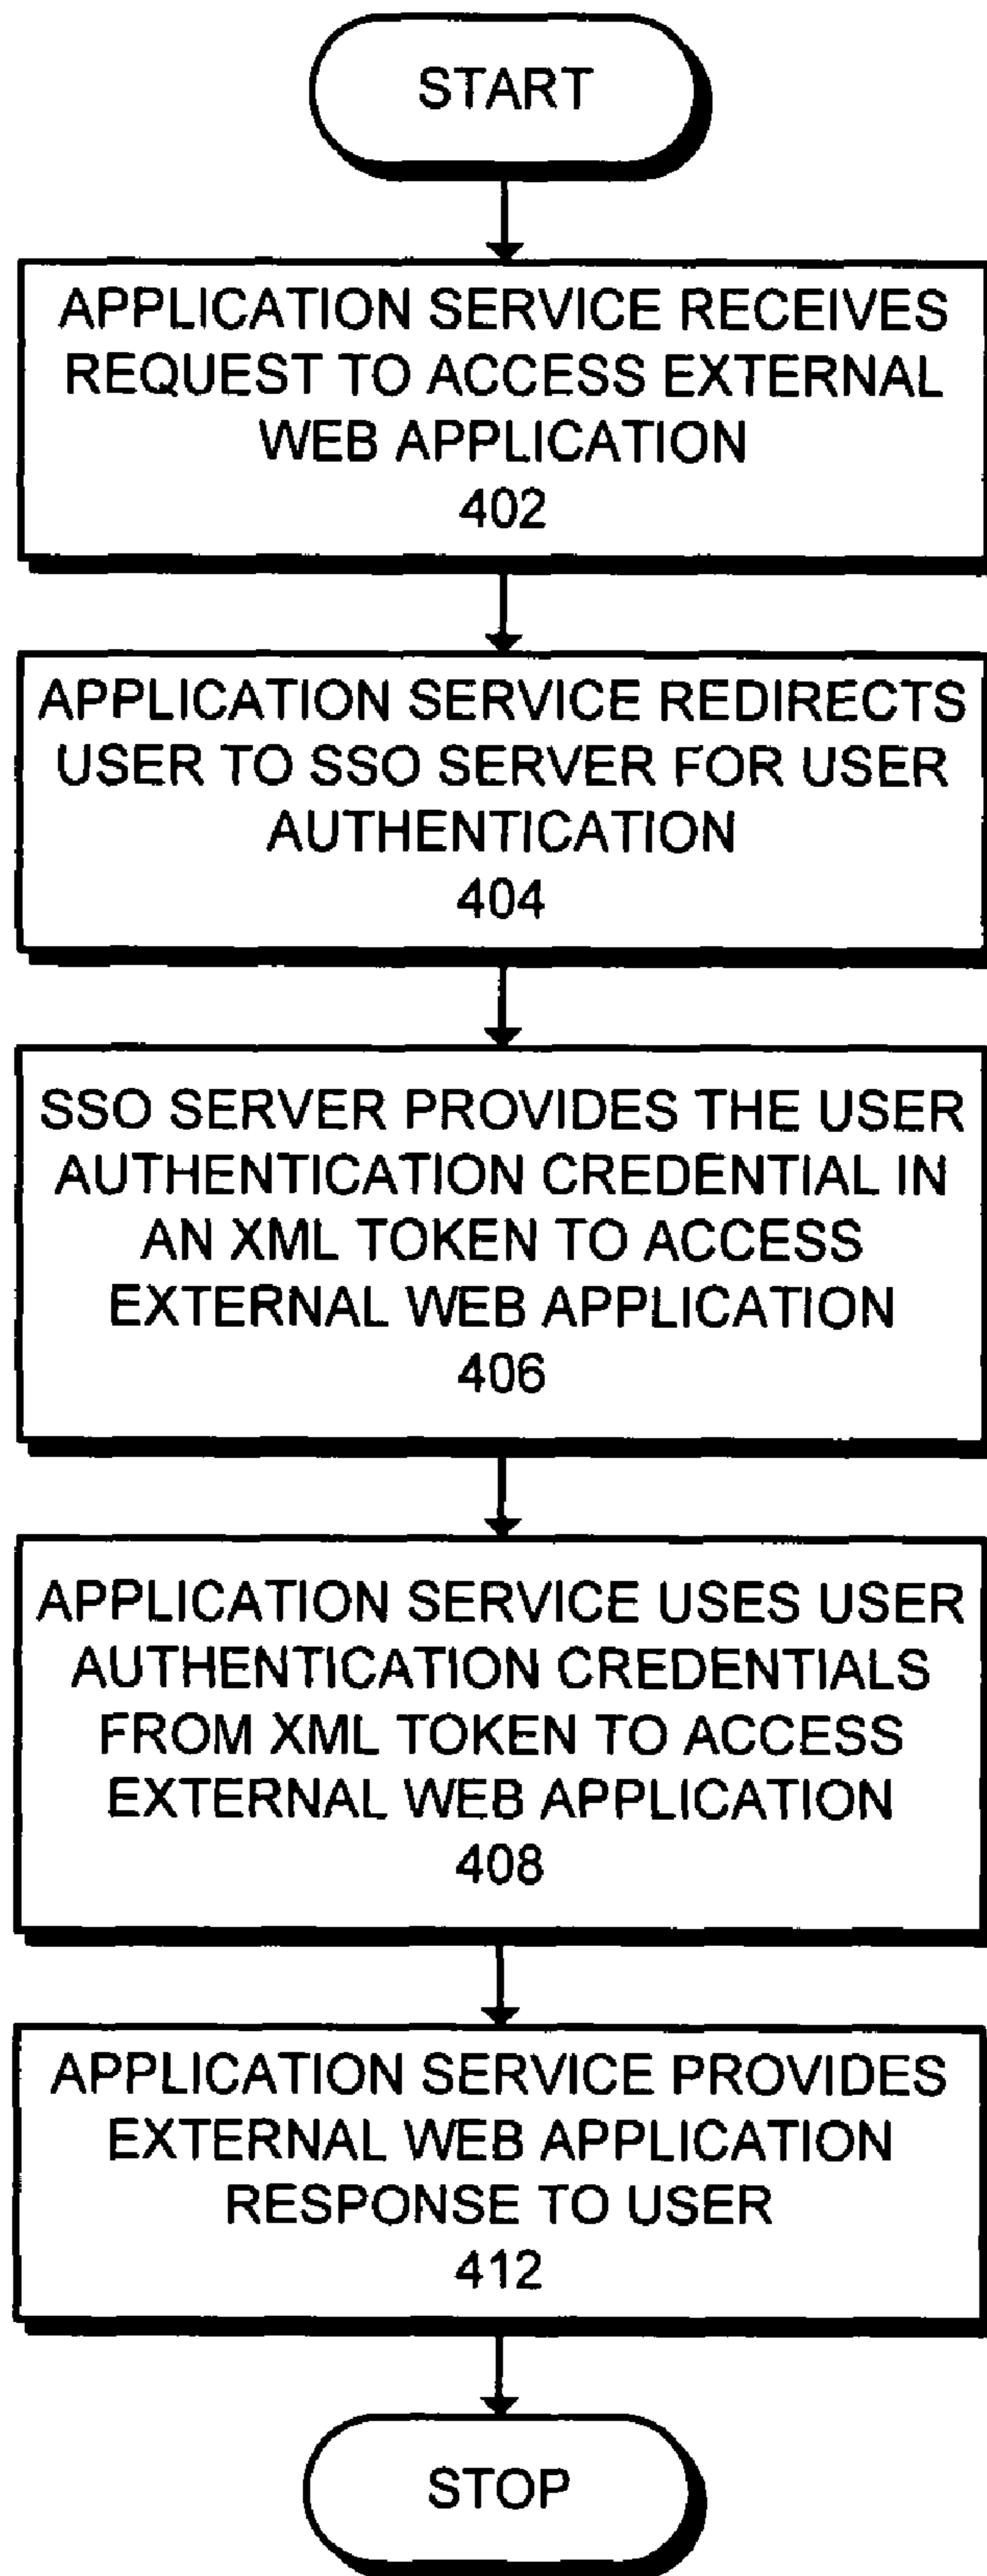 START
APPLICATION SERVICE RECEIVES
REQUEST TO ACCESS EXTERNAL
WEB APPLICATION
402
APPLICATION SERVICE REDIRECTS
USER TO SSO SERVER FOR USER
AUTHENTICATION
404
SSO SERVER PROVIDES THE USER
AUTHENTICATION CREDENTIAL IN
AN XML TOKEN TO ACCESS
EXTERNAL WEB APPLICATION
406
APPLICATION SERVICE USES USER
AUTHENTICATION CREDENTIALS
FROM XML TOKEN TO ACCESS
EXTERNAL WEB APPLICATION
408
APPLICATION SERVICE PROVIDES
EXTERNAL WEB APPLICATION
RESPONSE TO USER
412
STOP